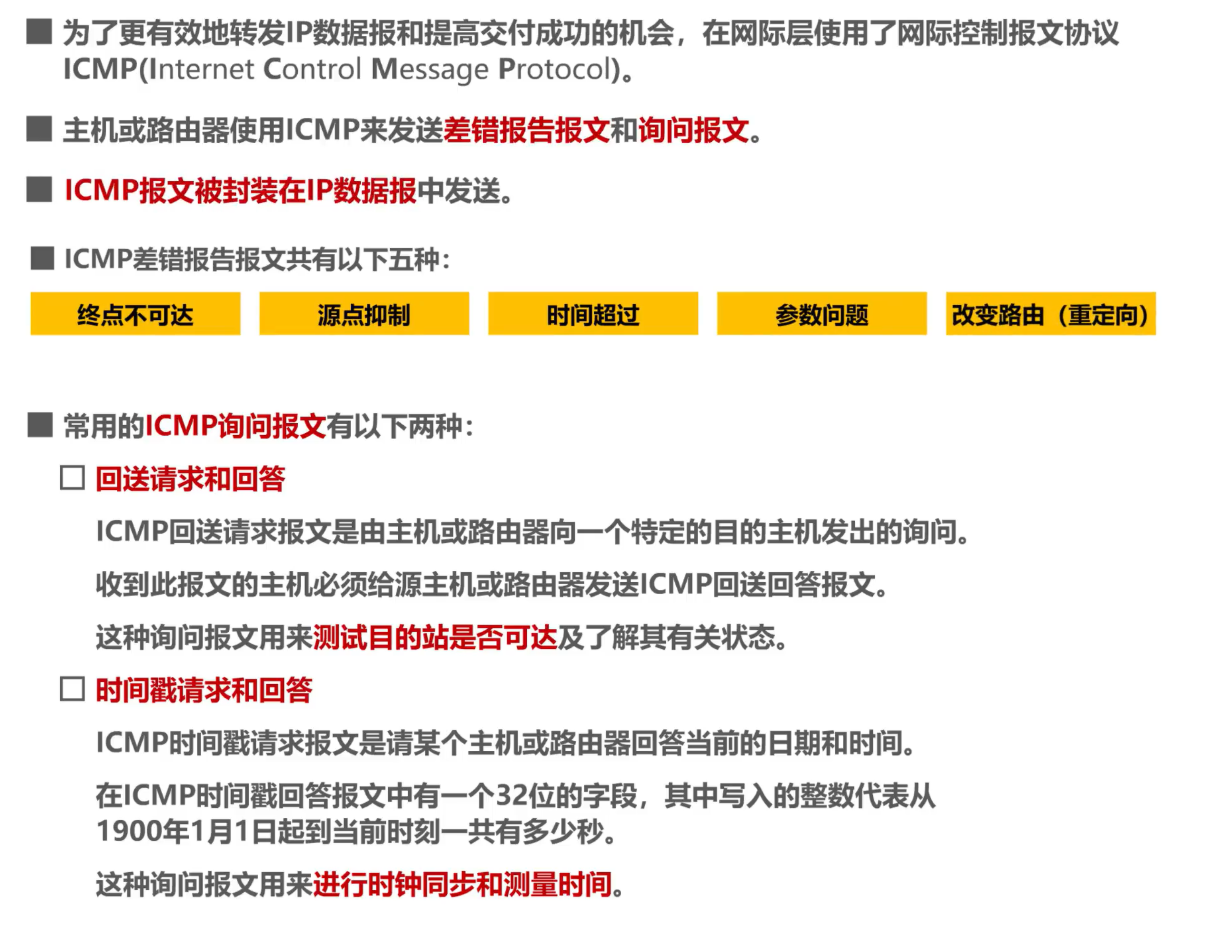 为了更有效地转发IP数据报和提高交付成功的机会，在网际层使用了网际控制报文协议
ICMP(Internet Control Message Protocol)。
主机或路由器使用ICMP来发送差错报告报文和询问报文。
ICMP报文被封装在IP数据报中发送。
ICMP差错报告报文共有以下五种：
终点不可达
源点抑制
时间超过
参数问题
改变路由（重定向）
常用的ICMP询问报文有以下两种：
回送请求和回答
ICMP回送请求报文是由主机或路由器向一个特定的目的主机发出的询问。
收到此报文的主机必须给源主机或路由器发送ICMP回送回答报文。
这种询问报文用来测试目的站是否可达及了解其有关状态。
时间戳请求和回答
ICMP时间戳请求报文是请某个主机或路由器回答当前的日期和时间。
在ICMP时间戳回答报文中有一个32位的字段，其中写入的整数代表从
1900年1月1日起到当前时刻一共有多少秒。
这种询问报文用来进行时钟同步和测量时间。